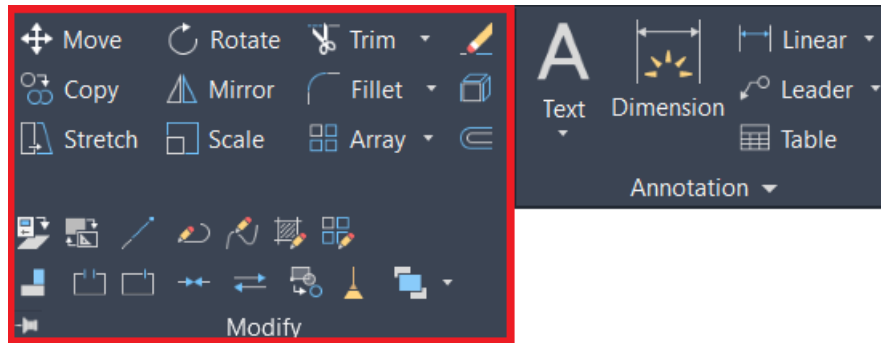 Move Rotate Trim
Copy Mirror Fillet
Stretch Scale Array
Modify
Text
Dimension
Linear
Leader
Table
Annotation